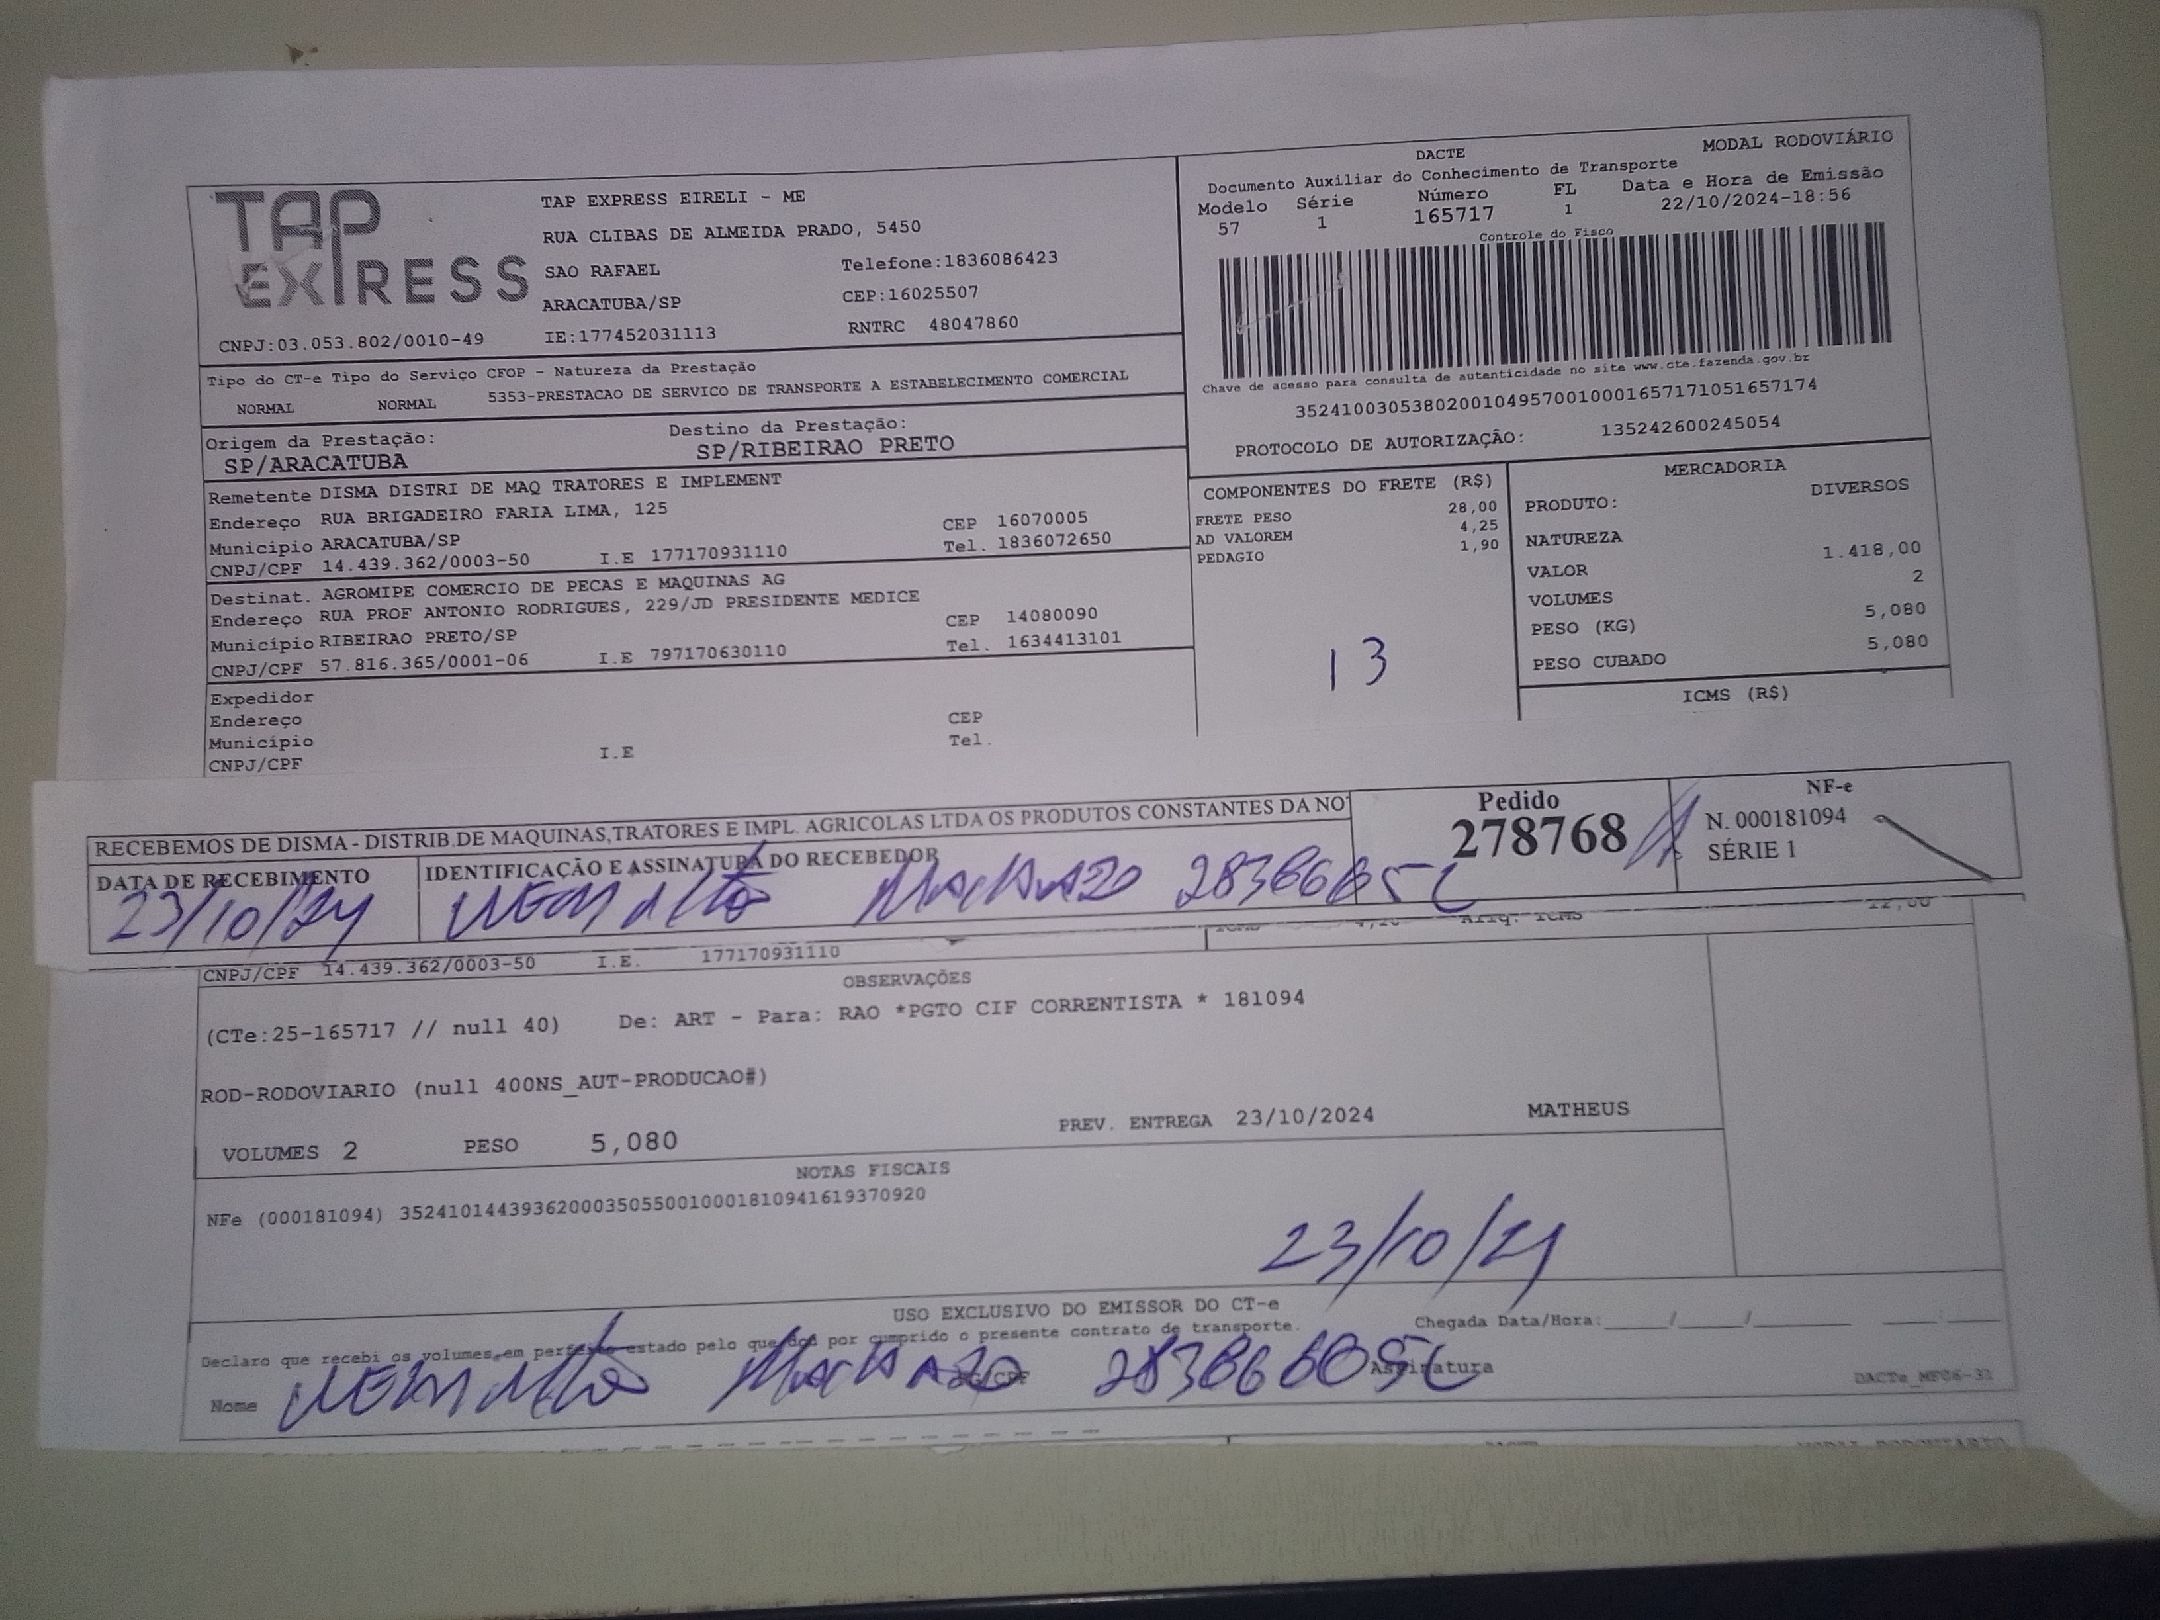 TAP EXPRESS
TAP EXPRESS EIRELI - ME
RUA CLIBAS DE ALMEIDA PRADO, 5450
SAO RAFAEL Telefone:1836086423
ARACATUBA/SP CEP:16025507
CNPJ:03.053.802/0010-49 IE:177452031113 RNTRC 48047860
DACTE MODAL RODOVIÁRIO
Documento Auxiliar do Conhecimento de Transporte
Modelo Série Número FL Data e Hora de Emissão
57 1 165717 1 22/10/2024-18:56
Controle do Fisco
Chave de acesso para consulta de autenticidade no site www.cte.fazenda.gov.br
35241003053802001049570010001657171051657174
PROTOCOLO DE AUTORIZAÇÃO: 135242600245054
Tipo do CT-e Tipo do Serviço CFOP - Natureza da Prestação
NORMAL NORMAL 5353-PRESTACAO DE SERVICO DE TRANSPORTE A ESTABELECIMENTO COMERCIAL
Origem da Prestação: Destino da Prestação:
SP/ARACATUBA SP/RIBEIRAO PRETO
Remetente DISMA DISTRI DE MAQ TRATORES E IMPLEMENT
Endereço RUA BRIGADEIRO FARIA LIMA, 125 CEP 16070005
Município ARACATUBA/SP Tel. 1836072650
CNPJ/CPF 14.439.362/0003-50 I.E 177170931110
Destinat. AGROMIPE COMERCIO DE PECAS E MAQUINAS AG
Endereço RUA PROF ANTONIO RODRIGUES, 229/JD PRESIDENTE MEDICE CEP 14080090
Município RIBEIRAO PRETO/SP Tel. 1634413101
CNPJ/CPF 57.816.365/0001-06 I.E 797170630110
Expedidor
Endereço CEP
Município Tel.
CNPJ/CPF I.E
COMPONENTES DO FRETE (R$)
FRETE PESO 28,00
AD VALOREM 4,25
PEDAGIO 1,90
13
MERCADORIA
PRODUTO: DIVERSOS
NATUREZA
VALOR 1.418,00
VOLUMES 2
PESO (KG) 5,080
PESO CUBADO 5,080
ICMS (R$)
RECEBEMOS DE DISMA - DISTRIB.DE MAQUINAS,TRATORES E IMPL. AGRICOLAS LTDA OS PRODUTOS CONSTANTES DA NO
DATA DE RECEBIMENTO IDENTIFICAÇÃO E ASSINATURA DO RECEBEDOR
23/10/24
Pedido
278768
NF-e
N. 000181094
SÉRIE 1
Aliq. ICMS 12,00
CNPJ/CPF 14.439.362/0003-50 I.E. 177170931110
OBSERVAÇÕES
(CTe:25-165717 // null 40) De: ART - Para: RAO *PGTO CIF CORRENTISTA * 181094
ROD-RODOVIARIO (null 400NS_AUT-PRODUCAO#)
VOLUMES 2 PESO 5,080 PREV. ENTREGA 23/10/2024 MATHEUS
NOTAS FISCAIS
NFe (000181094) 35241014439362000350550010001810941619370920
23/10/24
USO EXCLUSIVO DO EMISSOR DO CT-e
Declaro que recebi os volumes em perfeito estado pelo que dou por cumprido o presente contrato de transporte. Chegada Data/Hora:
Nome RG/CPF Assinatura
DACTe_MF06-31
DACTE MODAL RODOVIARIO